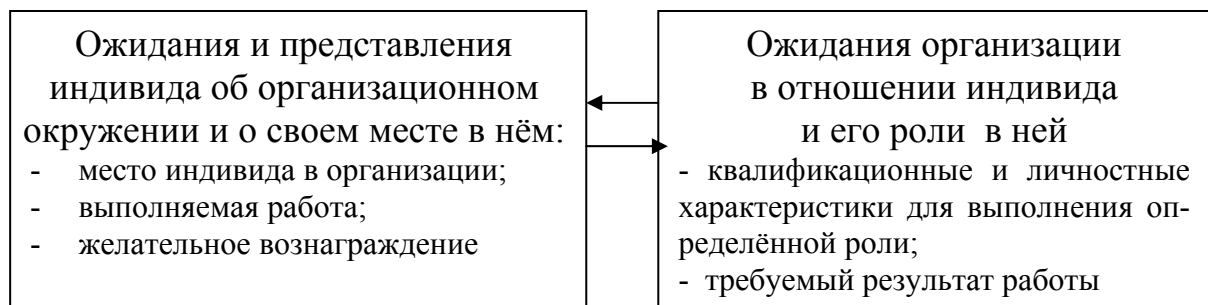 Ожидания и представления
индивида об организационном
окружении и о своем месте в нём:
- место индивида в организации;
- выполняемая работа;
- желательное вознаграждение
Ожидания организации
в отношении индивида
и его роли в ней
- квалификационные и личностные
характеристики для выполнения оп-
ределённой роли;
- требуемый результат работы